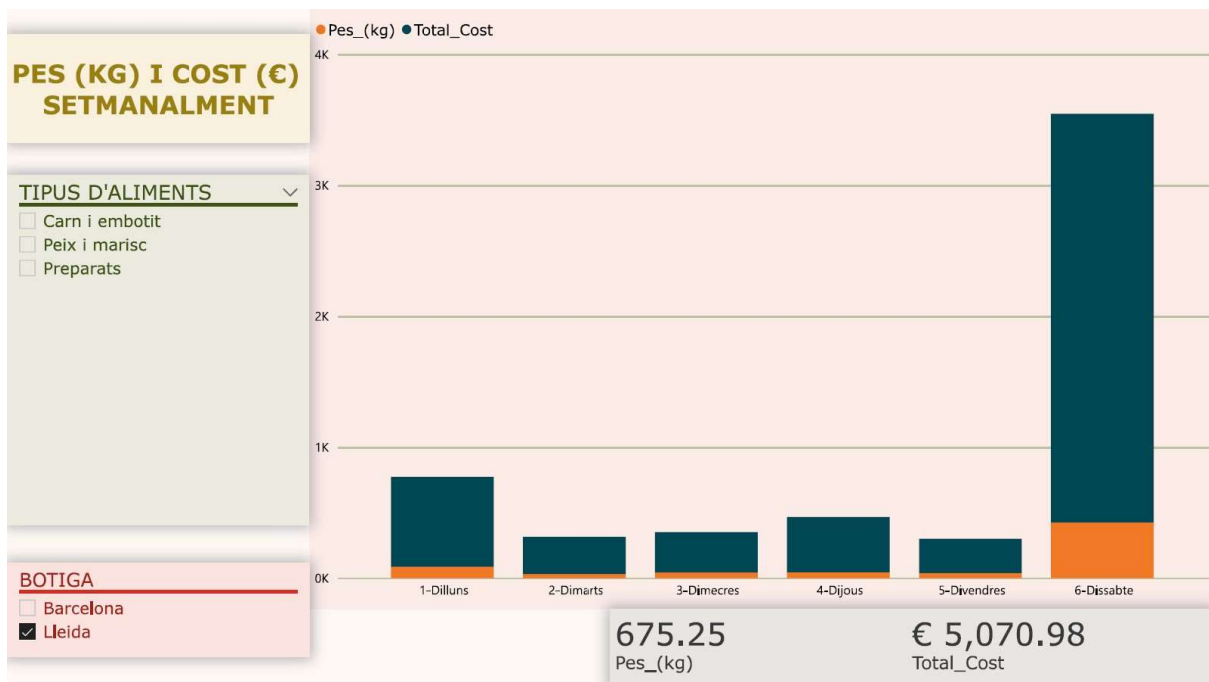 PES (KG) I COST (€)
SETMANALMENT
TIPUS D'ALIMENTS
Carn i embotit
Peix i marisc
Preparats
BOTIGA
Barcelona
Lleida
Pes_(kg) Total_Cost
4K
3K
2K
1K
0K
1-Dilluns 2-Dimarts 3-Dimecres 4-Dijous 5-Divendres 6-Dissabte
675.25 € 5,070.98
Pes_(kg) Total_Cost